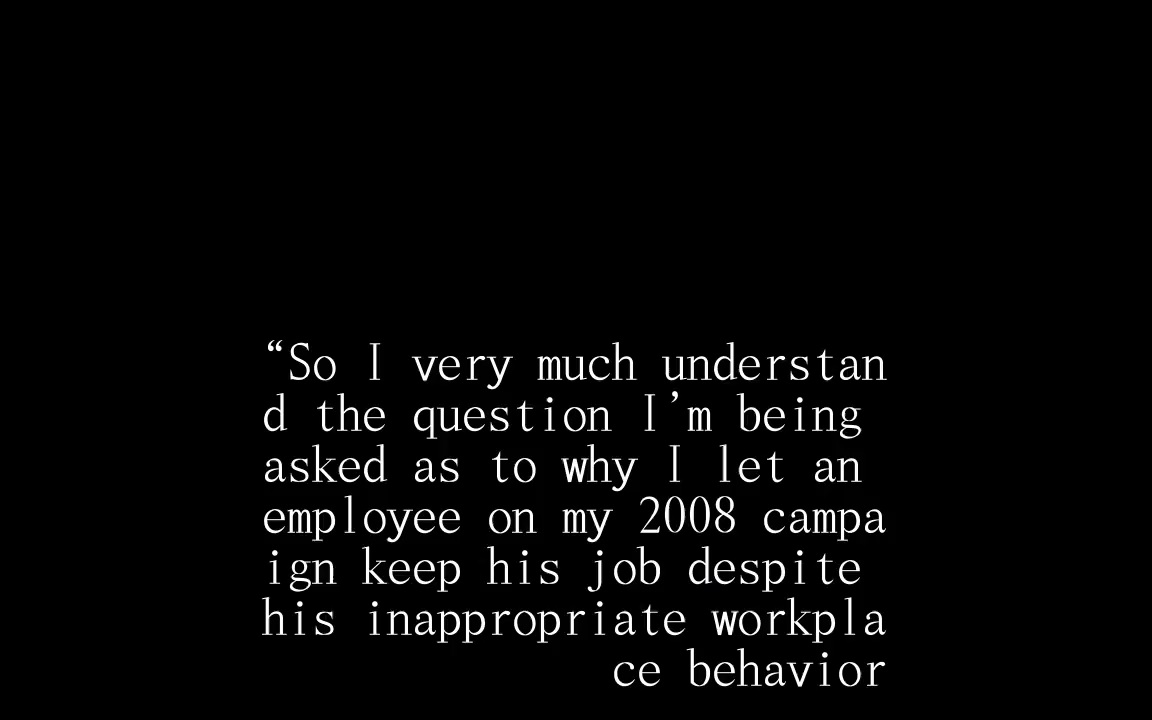 “So I very much understan
d the question I’m being
asked as to why I let an
employee on my 2008 campa
ign keep his job despite
his inappropriate workpla
ce behavior